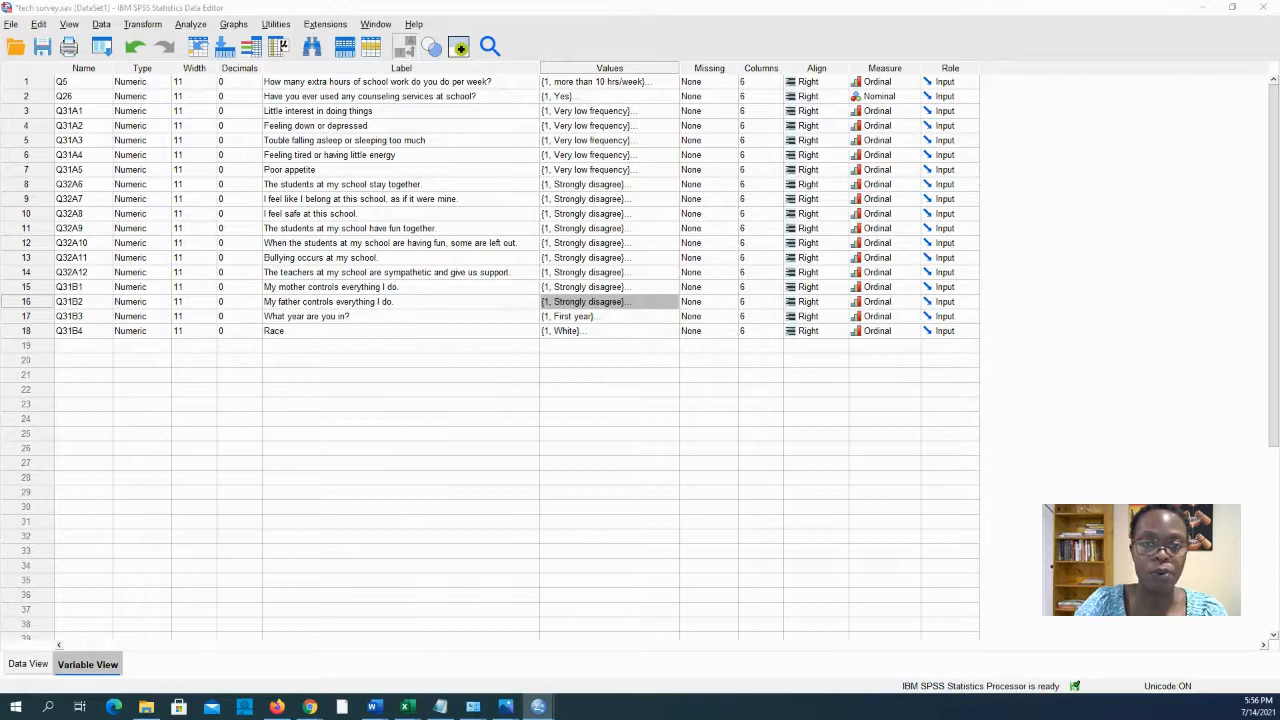 *tech survey.sav [DataSet1] - IBM SPSS Statistics Data Editor
File Edit View Data Transform Analyze Graphs Utilities Extensions Window Help
Name Type Width Decimals Label Values Missing Columns Align Measure Role
1 Q5 Numeric 11 0 How many extra hours of school work do you do per week? {1, more than 10 hrs/week}... None 6 Right Ordinal Input
2 Q26 Numeric 11 0 Have you ever used any counseling services at school? {1, Yes}... None 6 Right Nominal Input
3 Q31A1 Numeric 11 0 Little interest in doing things {1, Very low frequency}... None 6 Right Ordinal Input
4 Q31A2 Numeric 11 0 Feeling down or depressed {1, Very low frequency}... None 6 Right Ordinal Input
5 Q31A3 Numeric 11 0 Touble falling asleep or sleeping too much {1, Very low frequency}... None 6 Right Ordinal Input
6 Q31A4 Numeric 11 0 Feeling tired or having little energy {1, Very low frequency}... None 6 Right Ordinal Input
7 Q31A5 Numeric 11 0 Poor appetite {1, Very low frequency}... None 6 Right Ordinal Input
8 Q32A6 Numeric 11 0 The students at my school stay together. {1, Strongly disagree}... None 6 Right Ordinal Input
9 Q32A7 Numeric 11 0 I feel like I belong at this school, as if it were mine. {1, Strongly disagree}... None 6 Right Ordinal Input
10 Q32A8 Numeric 11 0 I feel safe at this school. {1, Strongly disagree}... None 6 Right Ordinal Input
11 Q32A9 Numeric 11 0 The students at my school have fun together. {1, Strongly disagree}... None 6 Right Ordinal Input
12 Q32A10 Numeric 11 0 When the students at my school are having fun, some are left out. {1, Strongly disagree}... None 6 Right Ordinal Input
13 Q32A11 Numeric 11 0 Bullying occurs at my school. {1, Strongly disagree}... None 6 Right Ordinal Input
14 Q32A12 Numeric 11 0 The teachers at my school are sympathetic and give us support. {1, Strongly disagree}... None 6 Right Ordinal Input
15 Q31B1 Numeric 11 0 My mother controls everything I do. {1, Strongly disagree}... None 6 Right Ordinal Input
16 Q31B2 Numeric 11 0 My father controls everything I do. {1, Strongly disagree}... None 6 Right Ordinal Input
17 Q31B3 Numeric 11 0 What year are you in? {1, First year}... None 6 Right Ordinal Input
18 Q31B4 Numeric 11 0 Race {1, White}... None 6 Right Ordinal Input
19
20
21
22
23
24
25
26
27
28
29
30
31
32
33
34
35
36
37
38
39
Data View Variable View
IBM SPSS Statistics Processor is ready Unicode:ON
5:56 PM
7/14/2021